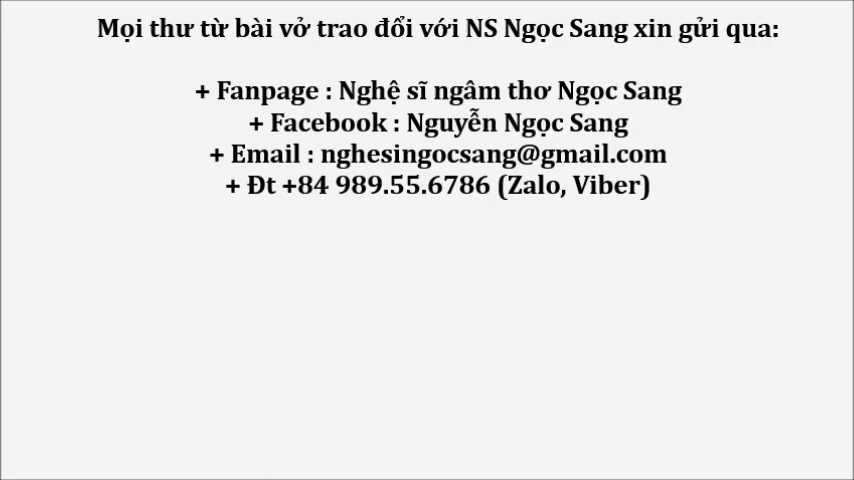 Mọi thư từ bài vở trao đổi với NS Ngọc Sang xin gửi qua:
+ Fanpage : Nghệ sĩ ngâm thơ Ngọc Sang
+ Facebook : Nguyễn Ngọc Sang
+ Email : nghesingocsang@gmail.com
+ Đt +84 989.55.6786 (Zalo, Viber)